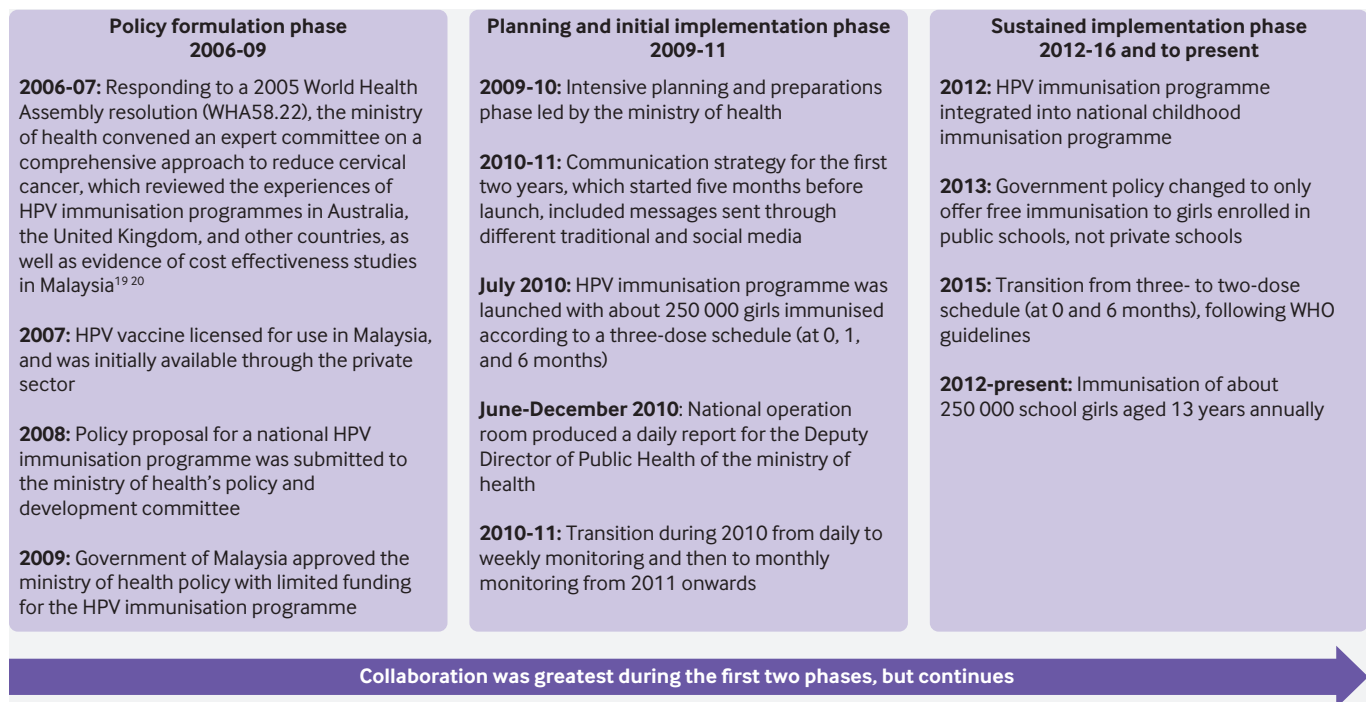 Policy formulation phase
2006-09
2006-07: Responding to a 2005 World Health
Assembly resolution (WHA58.22), the ministry
of health convened an expert committee on a
comprehensive approach to reduce cervical
cancer, which reviewed the experiences of
HPV immunisation programmes in Australia,
the United Kingdom, and other countries, as
well as evidence of cost effectiveness studies
in Malaysia19 20
2007: HPV vaccine licensed for use in Malaysia,
and was initially available through the private
sector
2008: Policy proposal for a national HPV
immunisation programme was submitted to
the ministry of health’s policy and
development committee
2009: Government of Malaysia approved the
ministry of health policy with limited funding
for the HPV immunisation programme
Planning and initial implementation phase
2009-11
2009-10: Intensive planning and preparations
phase led by the ministry of health
2010-11: Communication strategy for the first
two years, which started five months before
launch, included messages sent through
different traditional and social media
July 2010: HPV immunisation programme was
launched with about 250 000 girls immunised
according to a three-dose schedule (at 0, 1,
and 6 months)
June-December 2010: National operation
room produced a daily report for the Deputy
Director of Public Health of the ministry of
health
2010-11: Transition during 2010 from daily to
weekly monitoring and then to monthly
monitoring from 2011 onwards
Sustained implementation phase
2012-16 and to present
2012: HPV immunisation programme
integrated into national childhood
immunisation programme
2013: Government policy changed to only
offer free immunisation to girls enrolled in
public schools, not private schools
2015: Transition from three- to two-dose
schedule (at 0 and 6 months), following WHO
guidelines
2012-present: Immunisation of about
250 000 school girls aged 13 years annually
Collaboration was greatest during the first two phases, but continues